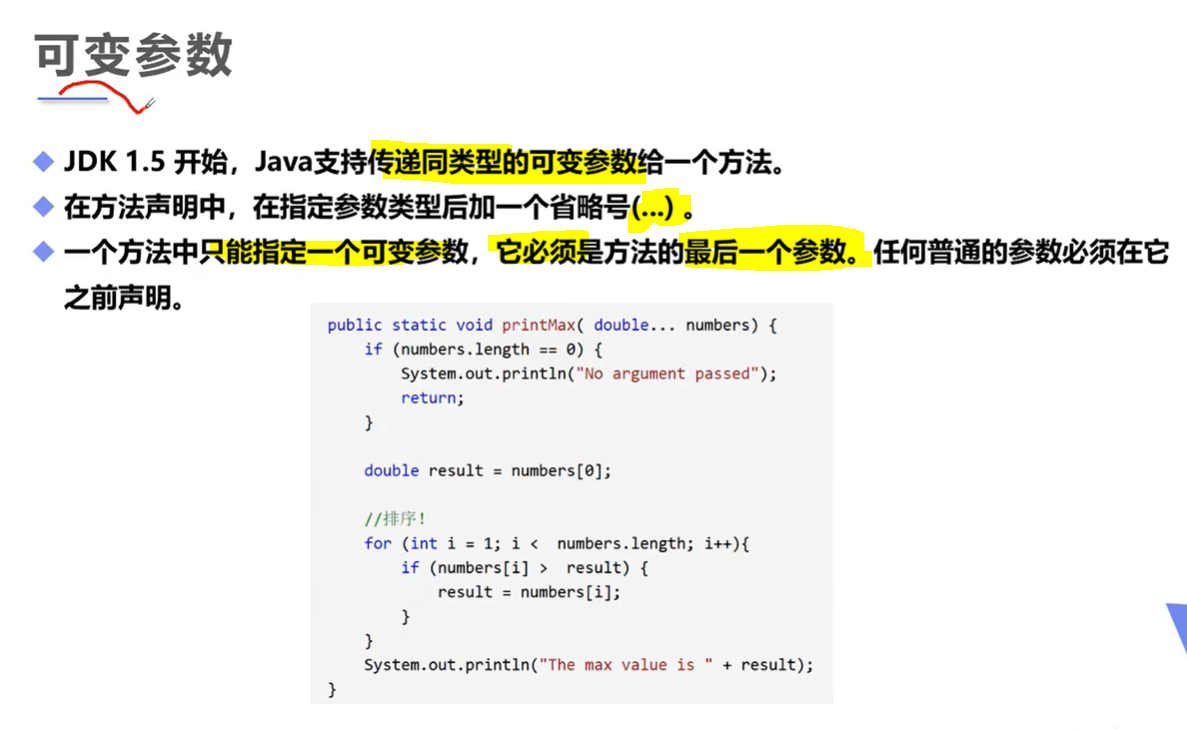 可变参数
JDK 1.5 开始，Java支持传递同类型的可变参数给一个方法。
在方法声明中，在指定参数类型后加一个省略号(...) 。
一个方法中只能指定一个可变参数，它必须是方法的最后一个参数。任何普通的参数必须在它
之前声明。
public static void printMax( double... numbers) {
if (numbers.length == 0) {
System.out.println("No argument passed");
return;
}
double result = numbers[0];
//排序!
for (int i = 1; i <  numbers.length; i++){
if (numbers[i] >  result) {
result = numbers[i];
}
}
System.out.println("The max value is " + result);
}